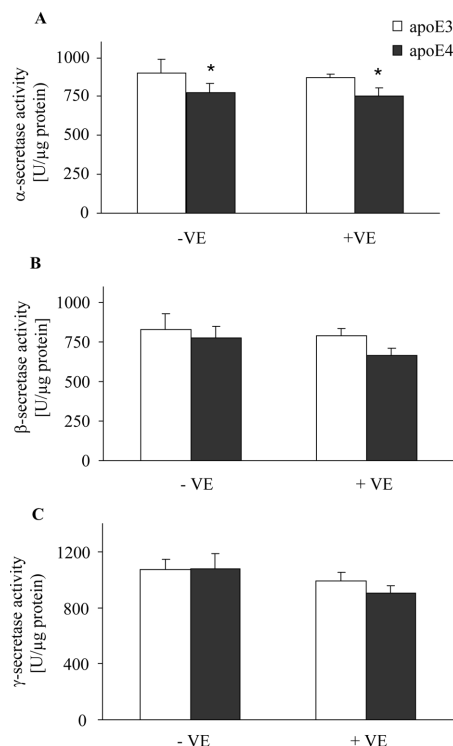 A
apoE3
apoE4
α-secretase activity
[U/μg protein)
1000
750
500
250
0
*
*
-VE
+VE
B
β-secretase activity
[U/μg protein]
1000
750
500
250
0
- VE
+ VE
C
γ-secretase activity
[U/μg protein)
1200
800
400
0
- VE
+ VE